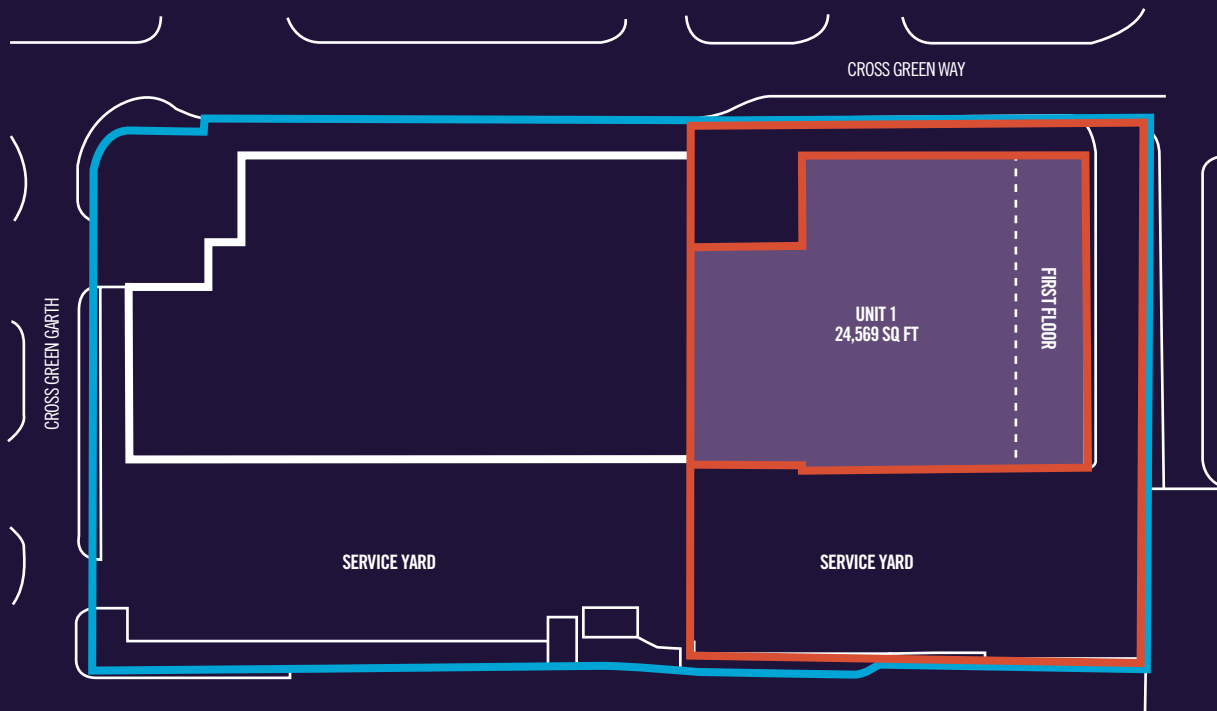 CROSS GREEN WAY
CROSS GREEN GARTH
UNIT 1
24,569 SQ FT
FIRST FLOOR
SERVICE YARD
SERVICE YARD